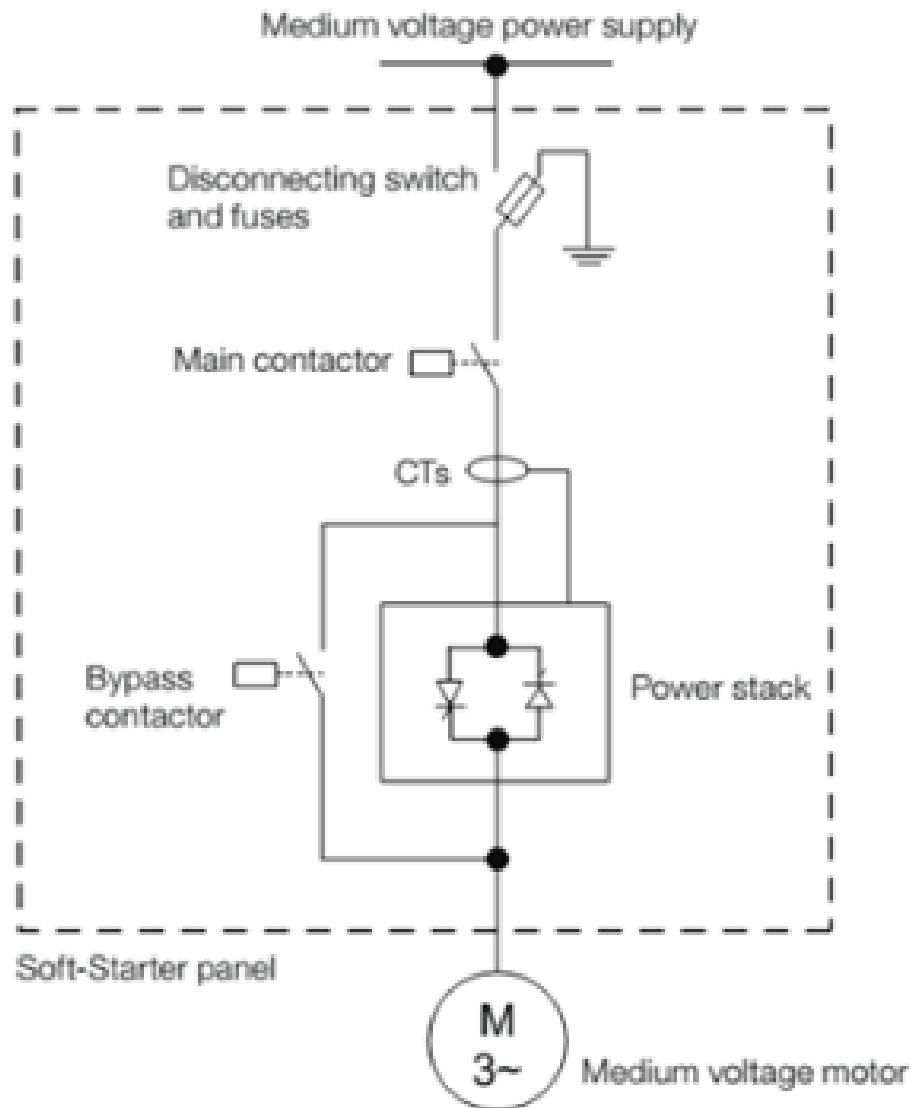 Medium voltage power supply
Disconnecting switch
and fuses
Main contactor
CTs
Bypass
contactor
Power stack
Soft-Starter panel
M
3~
Medium voltage motor